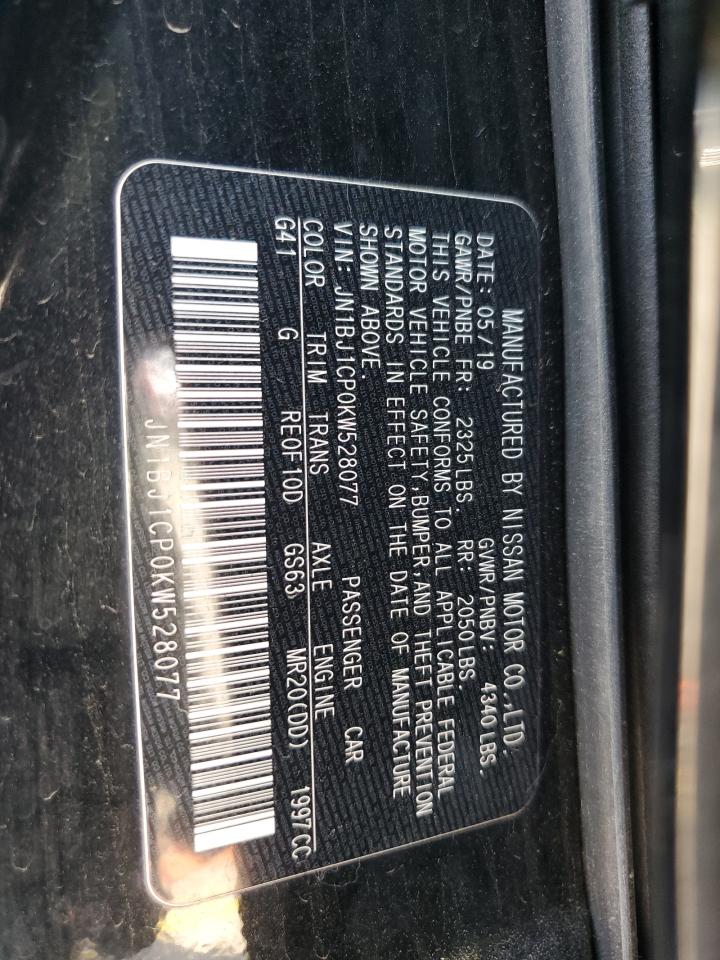 MANUFACTURED BY NISSAN MOTOR CO.,LTD.
DATE: 05/19 GVWR/PNBV: 4340LBS.
GAWR/PNBE FR: 2325LBS. RR: 2050LBS.
THIS VEHICLE CONFORMS TO ALL APPLICABLE FEDERAL
MOTOR VEHICLE SAFETY,BUMPER,AND THEFT PREVENTION
STANDARDS IN EFFECT ON THE DATE OF MANUFACTURE
SHOWN ABOVE.
VIN: JN1BJ1CP0KW528077 PASSENGER CAR
COLOR TRIM TRANS AXLE ENGINE
G41 G RE0F10D GS63 MR20(DD) 1997CC
JN1BJ1CP0KW528077